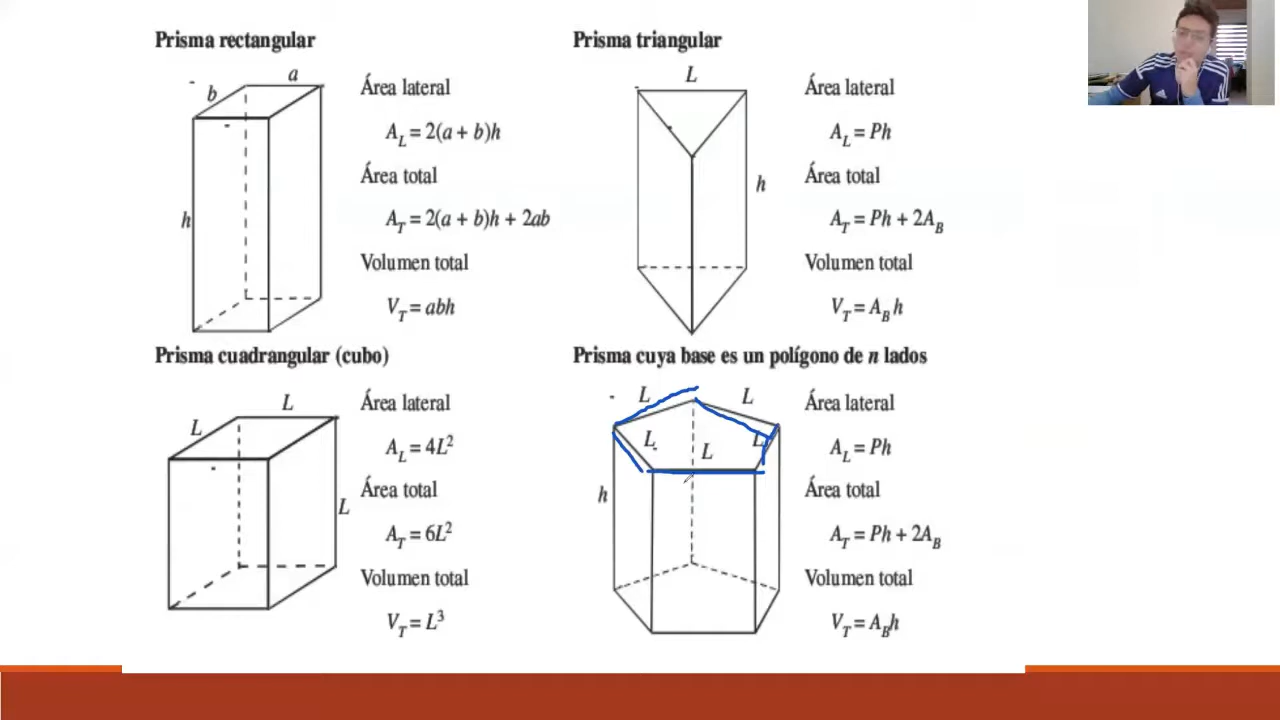 Prisma rectangular
a
b
h
Área lateral
A_L = 2(a + b)h
Área total
A_T = 2(a + b)h + 2ab
Volumen total
V_T = abh
Prisma triangular
L
h
Área lateral
A_L = Ph
Área total
A_T = Ph + 2A_B
Volumen total
V_T = A_B h
Prisma cuadrangular (cubo)
L
L
L
Área lateral
A_L = 4L²
Área total
A_T = 6L²
Volumen total
V_T = L³
Prisma cuya base es un polígono de n lados
L
L
L
L
L
h
Área lateral
A_L = Ph
Área total
A_T = Ph + 2A_B
Volumen total
V_T = A_B h